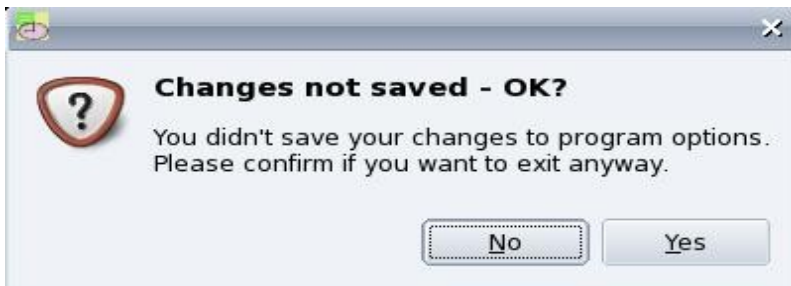 Changes not saved - OK?
You didn't save your changes to program options.
Please confirm if you want to exit anyway.
No
Yes